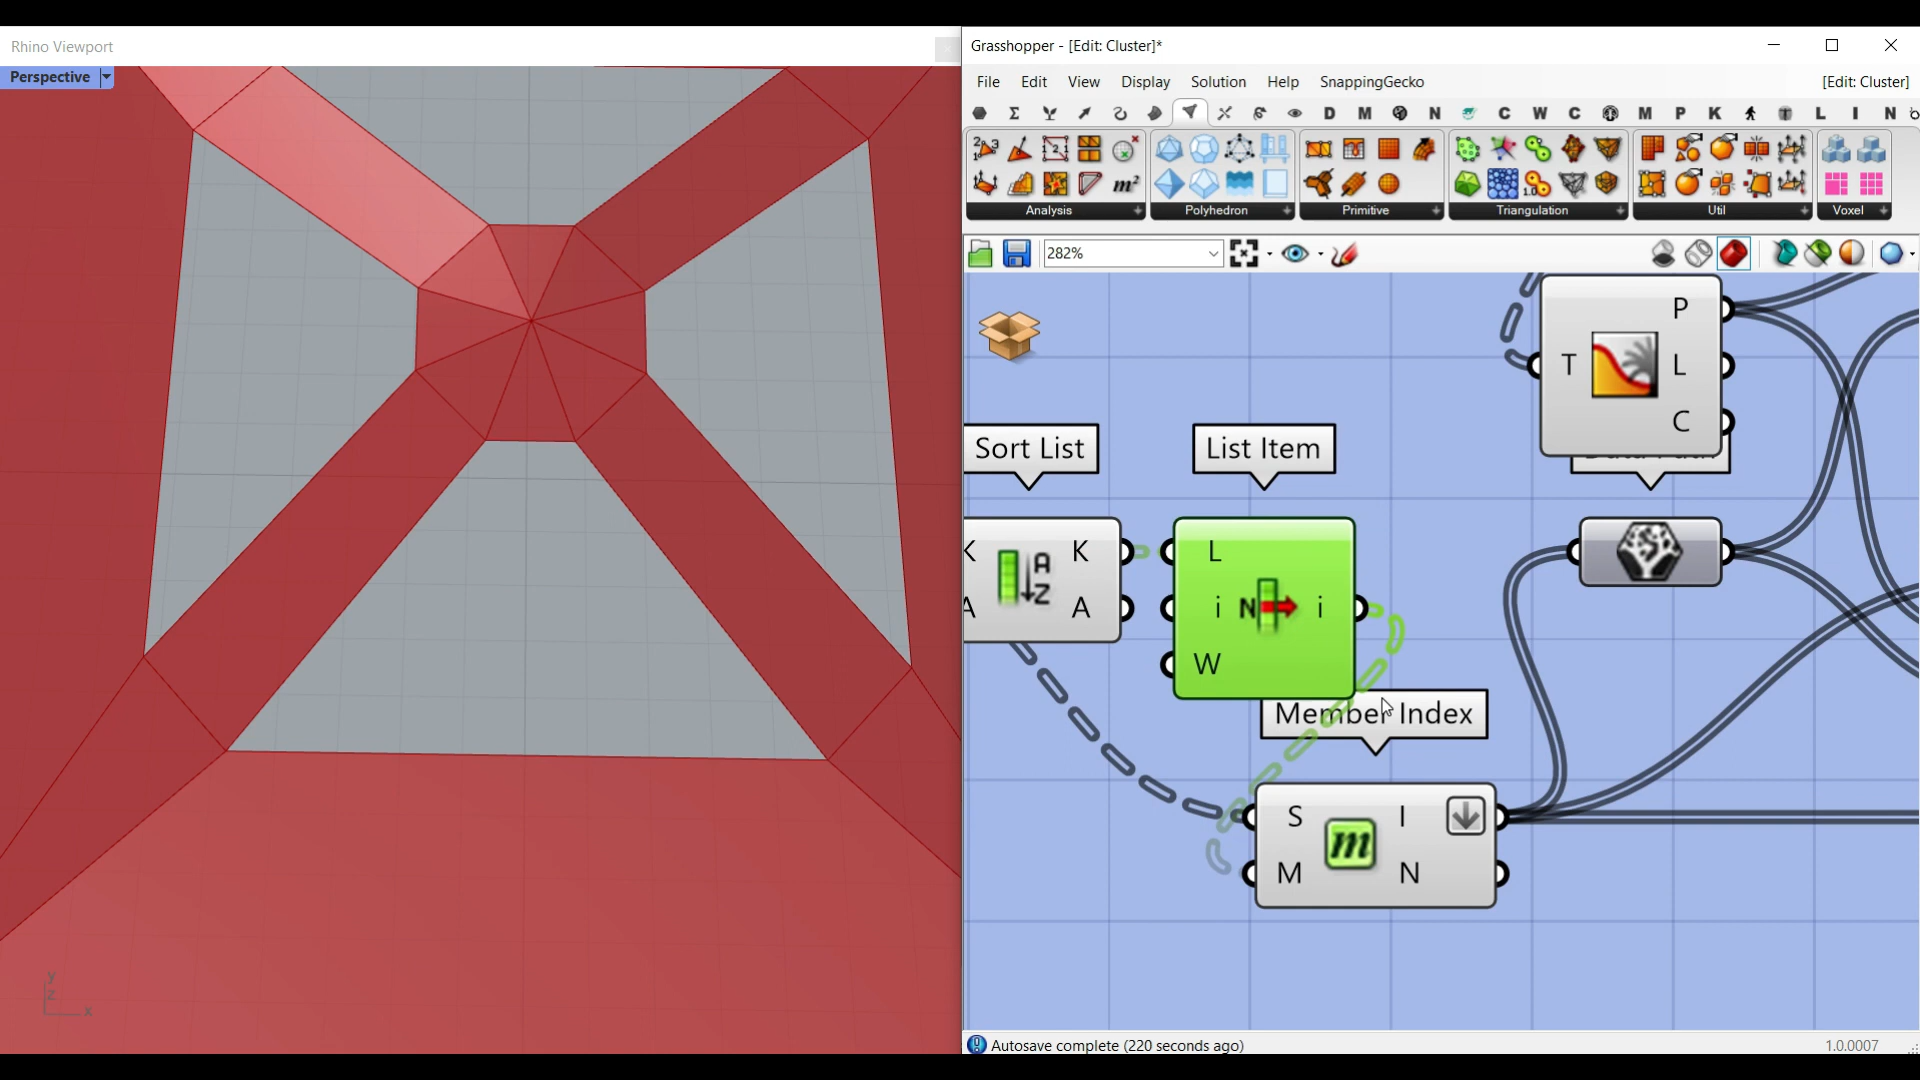 Rhino Viewport
Perspective
y
z
x
Grasshopper - [Edit: Cluster]*
File Edit View Display Solution Help SnappingGecko [Edit: Cluster]
D M N C W C M P K L I N
Analysis Polyhedron Primitive Triangulation Util Voxel
282%
P
T L
C
Sort List List Item
K K L
A A i N i
A
Z
W
Member Index
S m I
M N
Autosave complete (220 seconds ago) 1.0.0007